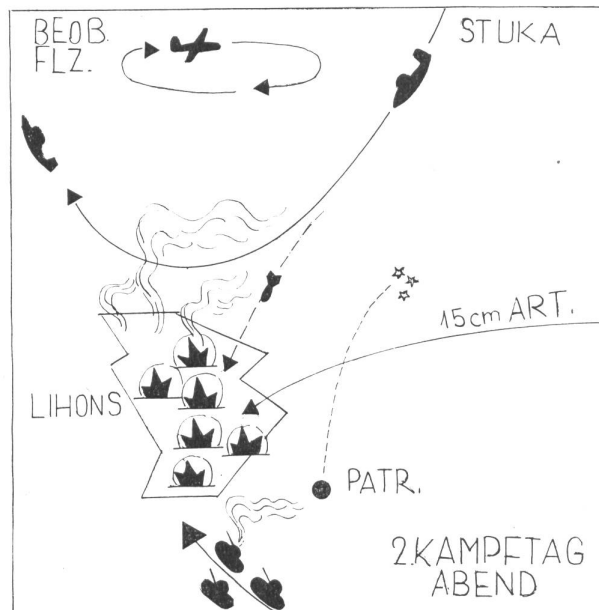 BEOB.
FLZ.
STUKA
15cm ART.
LIHONS
PATR.
2.KAMPFTAG
ABEND